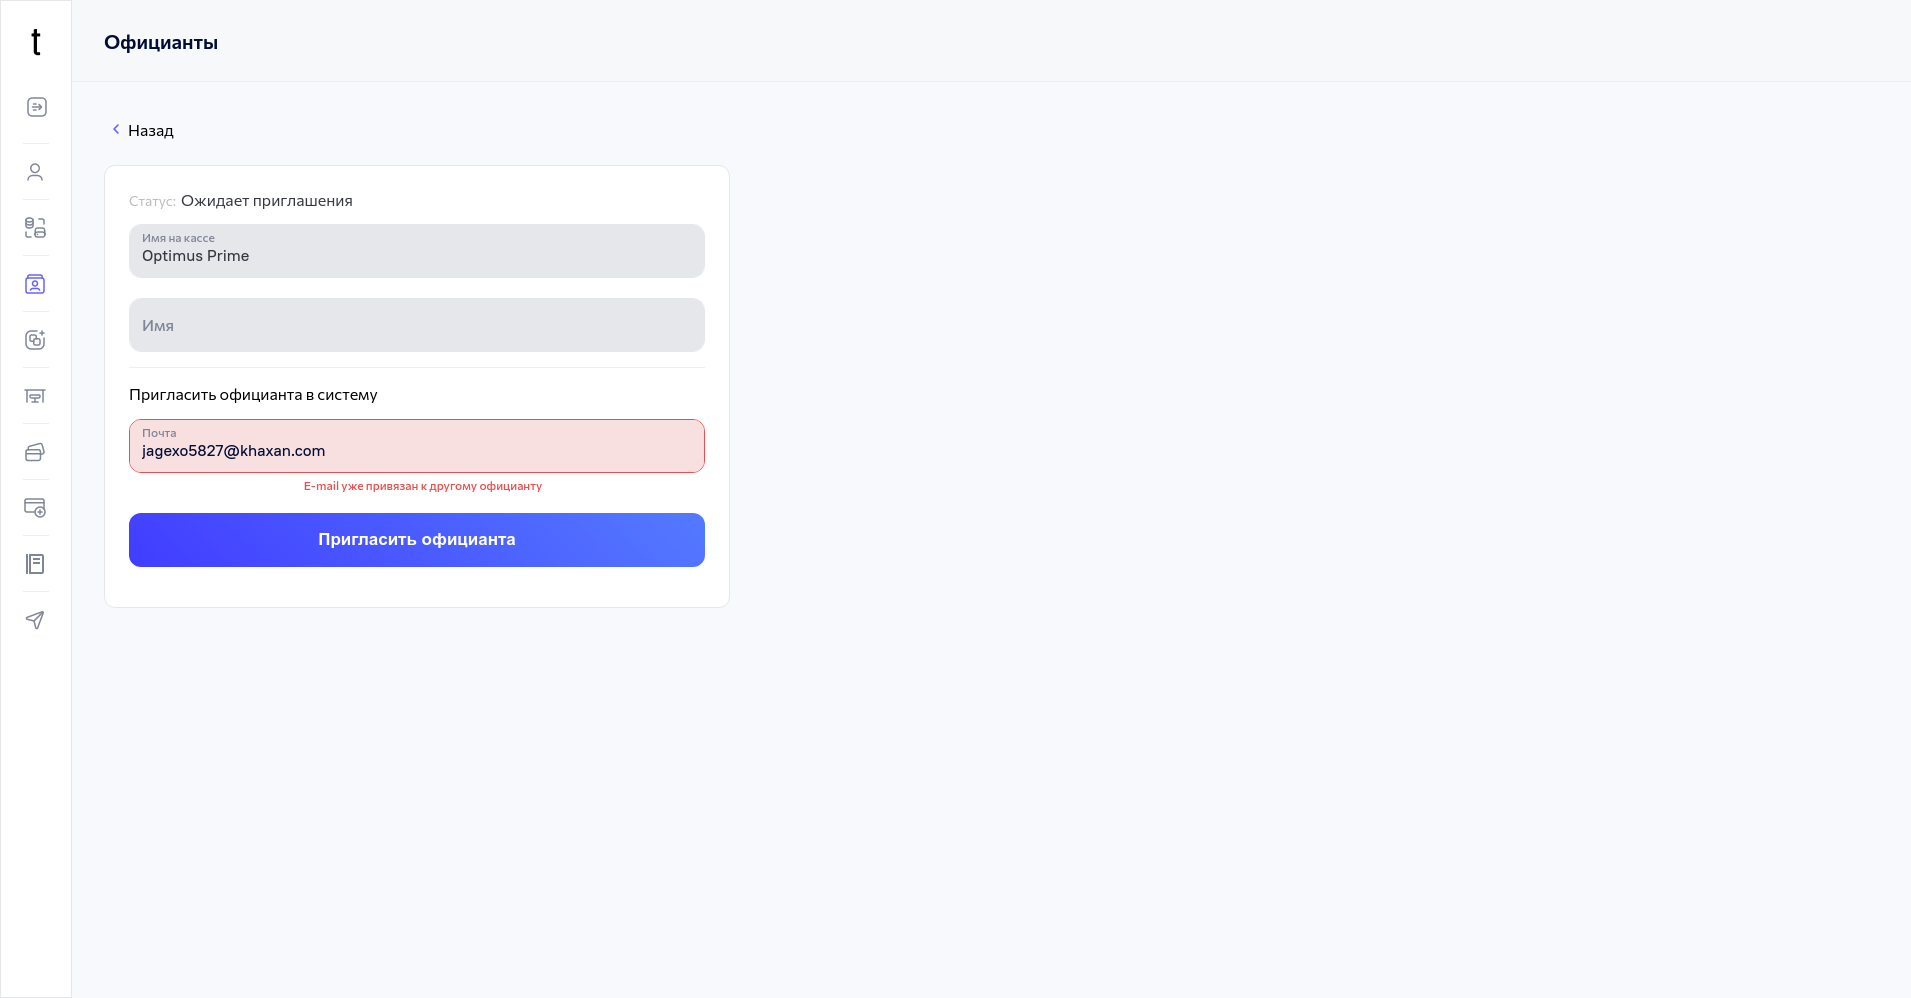 t
Официанты
Назад
Статус: Ожидает приглашения
Имя на кассе
Optimus Prime
Имя
Пригласить официанта в систему
Почта
jagexo5827@khaxan.com
E-mail уже привязан к другому официанту
Пригласить официанта